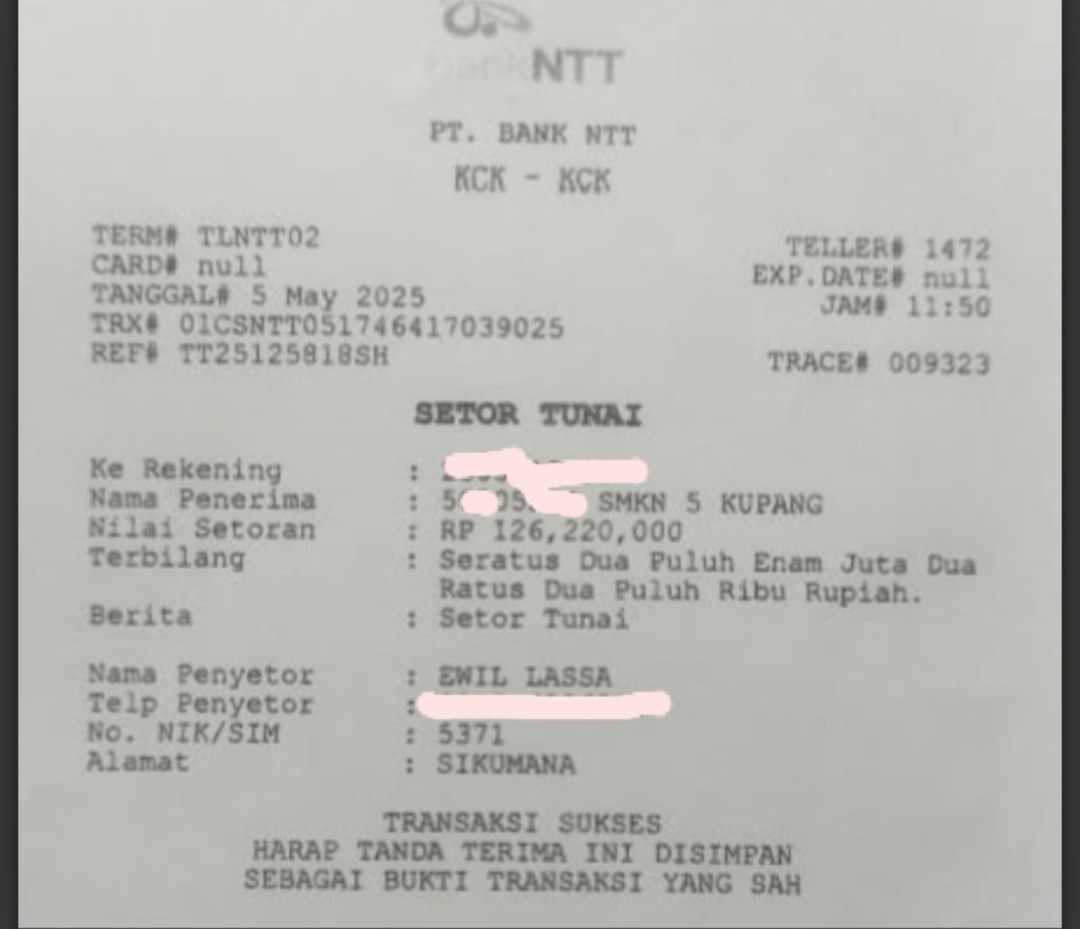 bankNTT
PT. BANK NTT
KCK - KCK
TERM# TLNTT02 TELLER# 1472
CARD# null EXP.DATE# null
TANGGAL# 5 May 2025 JAM# 11:50
TRX# 01CSNTT051746417039025
REF# TT25125818SH TRACE# 009323
SETOR TUNAI
Ke Rekening :
Nama Penerima : SMKN 5 KUPANG
Nilai Setoran : RP 126,220,000
Terbilang : Seratus Dua Puluh Enam Juta Dua
Ratus Dua Puluh Ribu Rupiah.
Berita : Setor Tunai
Nama Penyetor : EWIL LASSA
Telp Penyetor :
No. NIK/SIM : 5371
Alamat : SIKUMANA
TRANSAKSI SUKSES
HARAP TANDA TERIMA INI DISIMPAN
SEBAGAI BUKTI TRANSAKSI YANG SAH